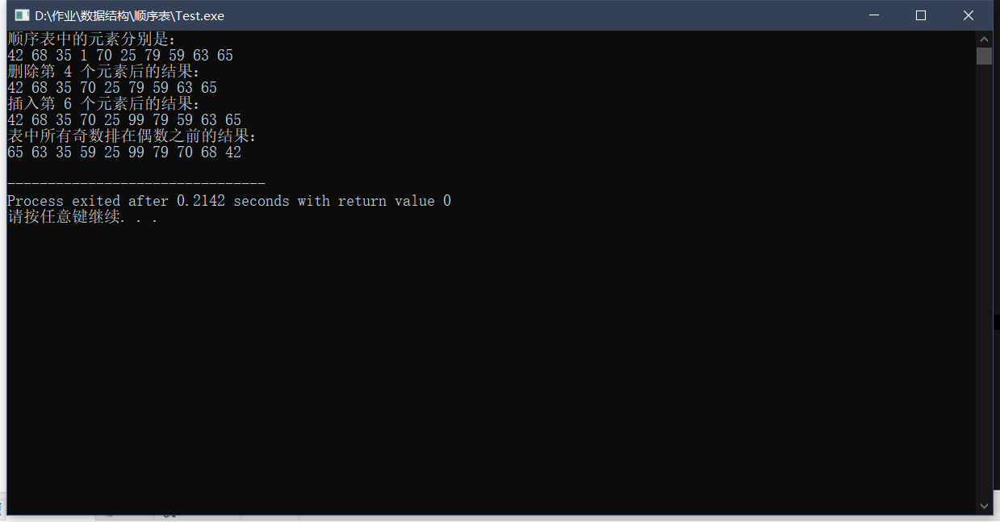 D:\作业\数据结构\顺序表\Test.exe
顺序表中的元素分别是:
42 68 35 1 70 25 79 59 63 65
删除第 4 个元素后的结果:
42 68 35 70 25 79 59 63 65
插入第 6 个元素后的结果:
42 68 35 70 25 99 79 59 63 65
表中所有奇数排在偶数之前的结果:
65 63 35 59 25 99 79 70 68 42
--------------------------------
Process exited after 0.2142 seconds with return value 0
请按任意键继续. . .